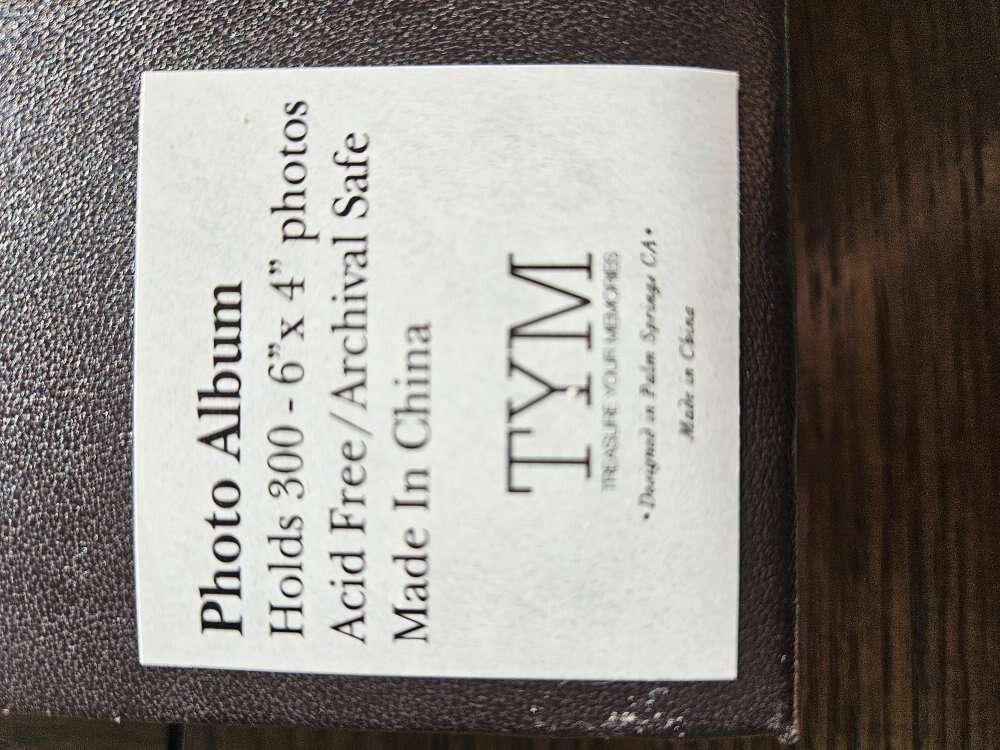 Photo Album
Holds 300 - 6”x 4” photos
Acid Free/Archival Safe
Made In China
TYM
TREASURE YOUR MEMORIES
•Designed in Palm Springs CA•
Made in China